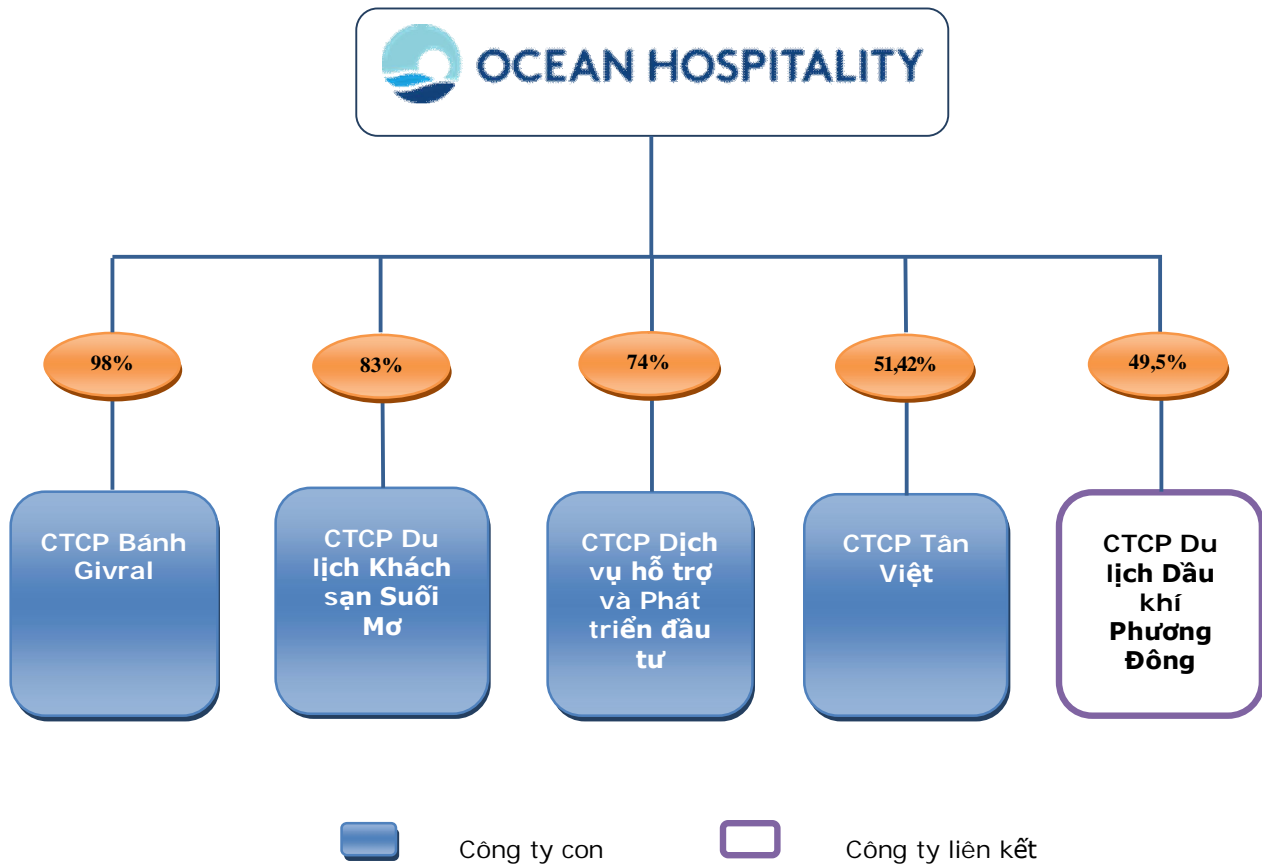 OCEAN HOSPITALITY
98%
83%
74%
51,42%
49,5%
CTCP Bánh
Givral
CTCP Du
lịch Khách
sạn Suối
Mơ
CTCP Dịch
vụ hỗ trợ
và Phát
triển đầu
tư
CTCP Tân
Việt
CTCP Du
lịch Dầu
khí
Phương
Đông
Công ty con
Công ty liên kết